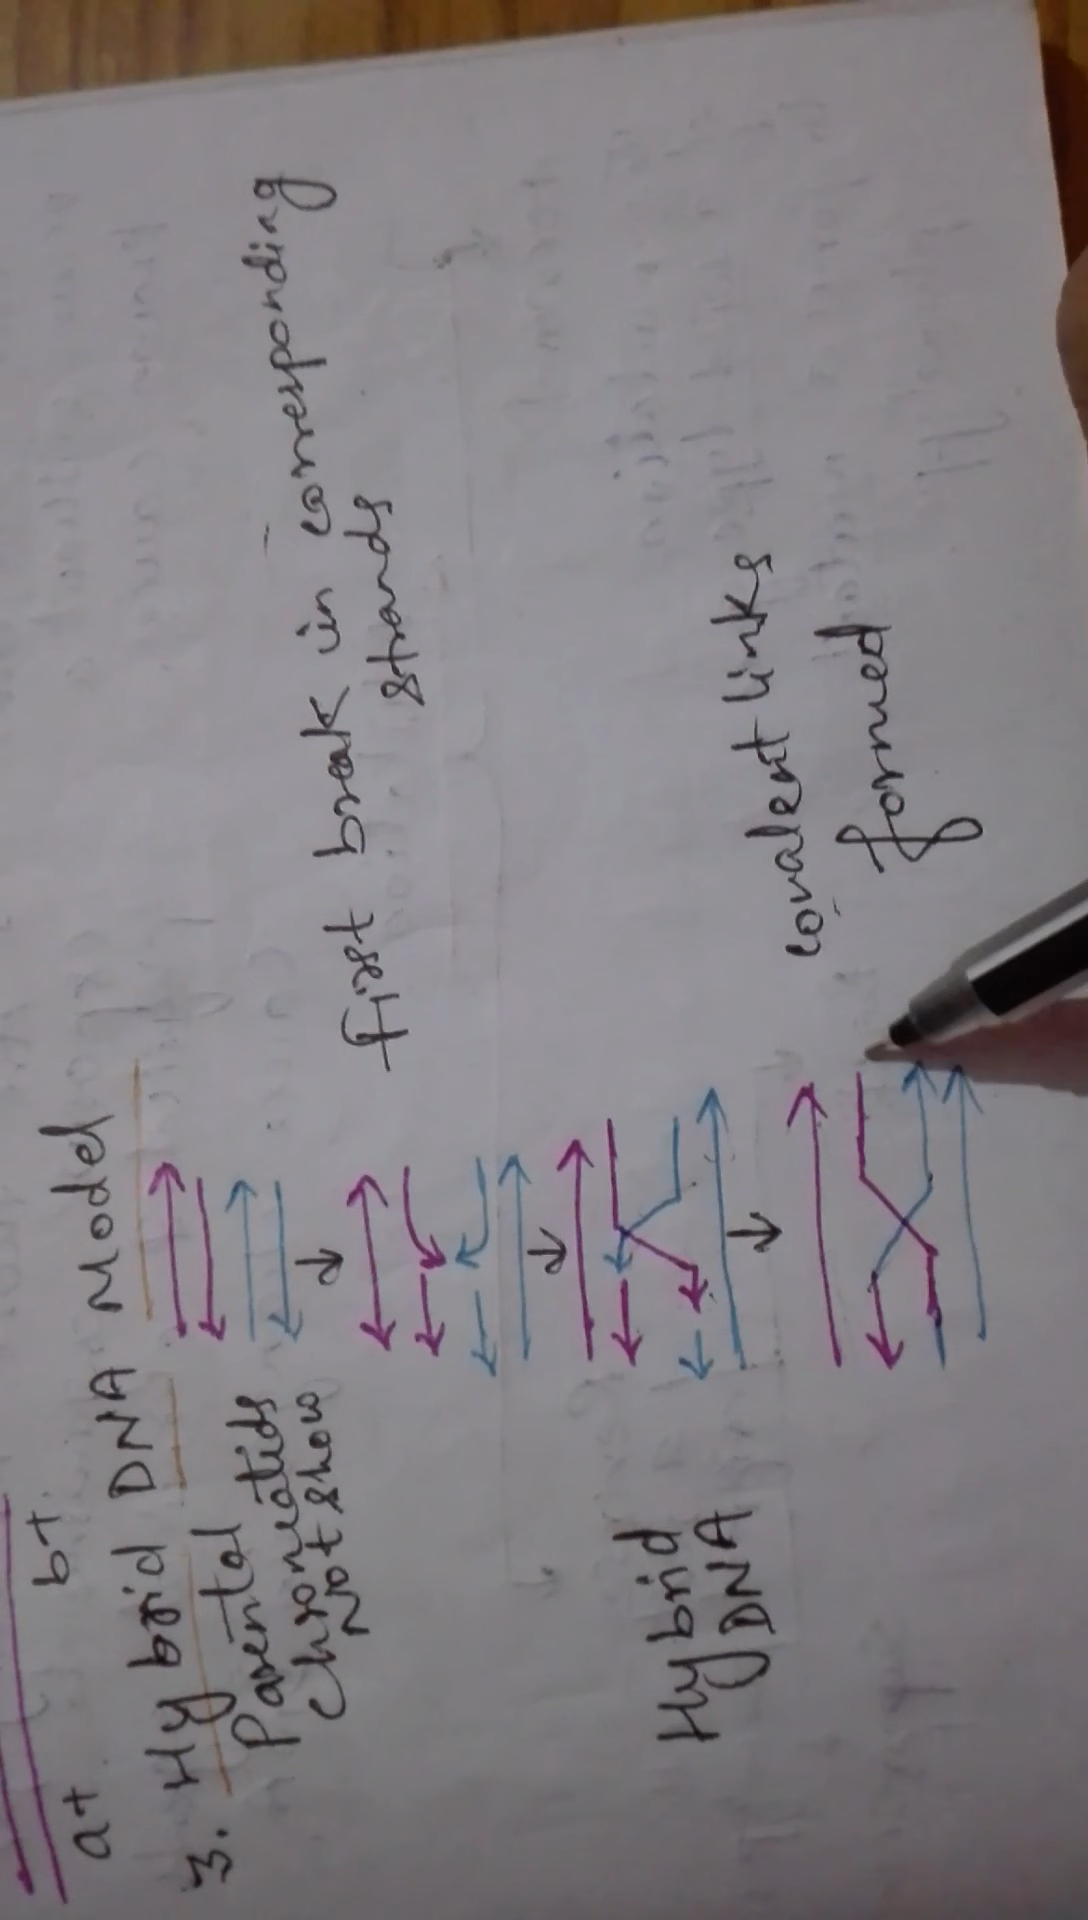 a+ b+
3. Hybrid DNA Model
Parental
Chromatids
Not show
First break in corresponding
strands
Hybrid
DNA
covalent links
formed